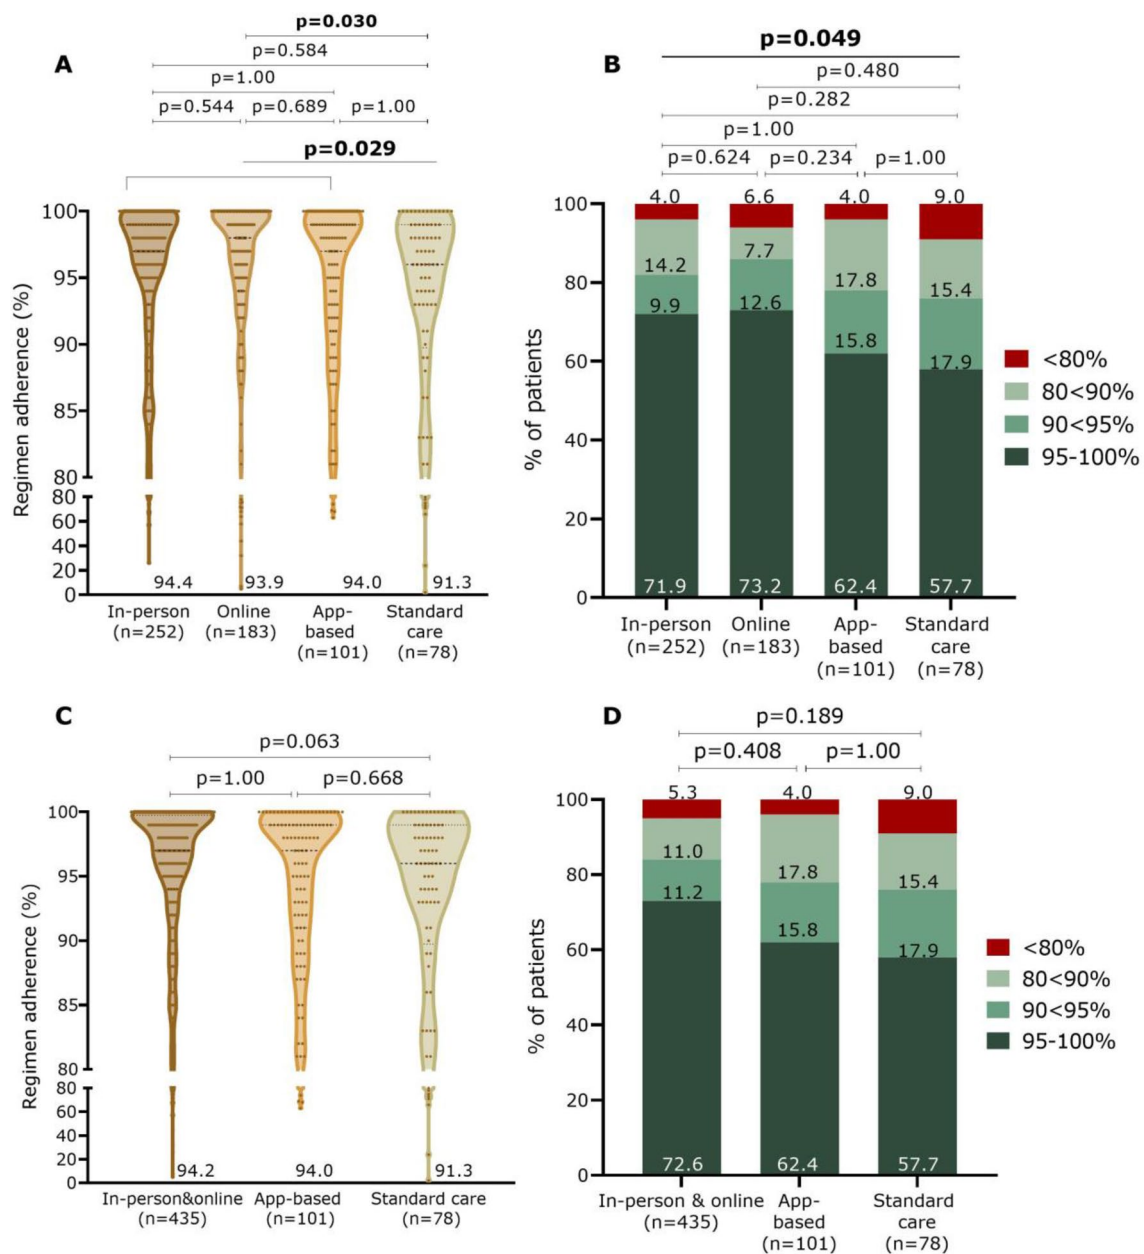 A
p=0.030
p=0.584
p=1.00
p=0.544 p=0.689 p=1.00
p=0.029
Regimen adherence (%)
100
95
90
85
80
80
60
40
20
0
94.4 93.9 94.0 91.3
In-person Online App- Standard
(n=252) (n=183) based care
(n=101) (n=78)
B
p=0.049
p=0.480
p=0.282
p=1.00
p=0.624 p=0.234 p=1.00
% of patients
100
80
60
40
20
0
4.0 6.6 4.0 9.0
14.2 7.7 17.8 15.4
9.9 12.6 15.8 17.9
71.9 73.2 62.4 57.7
In-person Online App- Standard
(n=252) (n=183) based care
(n=101) (n=78)
<80%
80<90%
90<95%
95-100%
C
p=0.063
p=1.00 p=0.668
Regimen adherence (%)
100
95
90
85
80
80
60
40
20
0
94.2 94.0 91.3
In-person&online App-based Standard care
(n=435) (n=101) (n=78)
D
p=0.189
p=0.408 p=1.00
% of patients
100
80
60
40
20
0
5.3 4.0 9.0
11.0 17.8 15.4
11.2 15.8 17.9
72.6 62.4 57.7
In-person & online App- Standard
(n=435) based care
(n=101) (n=78)
<80%
80<90%
90<95%
95-100%